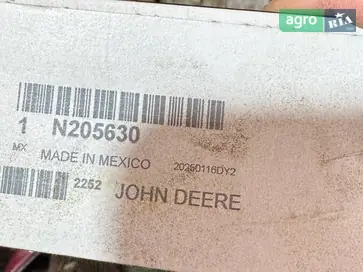 agro
RIA
1 N205630
MX MADE IN MEXICO 20250116DY2
2252 JOHN DEERE